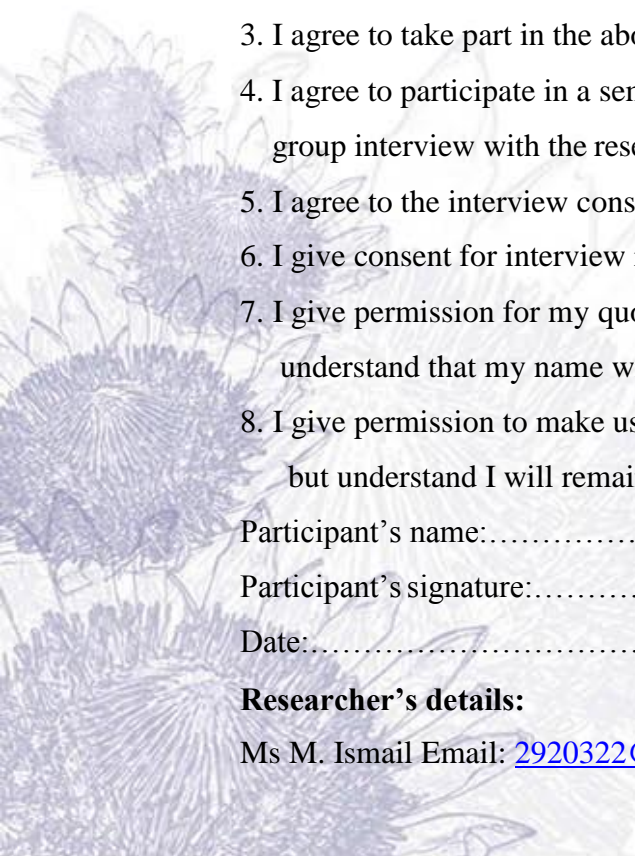 3. I agree to take part in the abo
4. I agree to participate in a sem
group interview with the rese
5. I agree to the interview cons
6. I give consent for interview
7. I give permission for my quo
understand that my name w
8. I give permission to make us
but understand I will remai
Participant’s name:……………
Participant’s signature:………
Date:…………………………
Researcher’s details:
Ms M. Ismail Email: 2920322